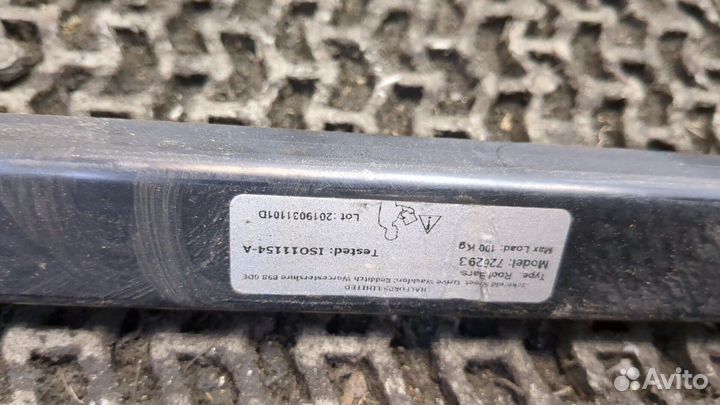 HALFORDS LIMITED
Icknield Street Drive Washford Redditch Worcestershire B98 0DE
Type: Roof Bars
Model: 726293
Max Load: 100 Kg
Tested: ISO11154-A
Lot :2019031101D
Avito